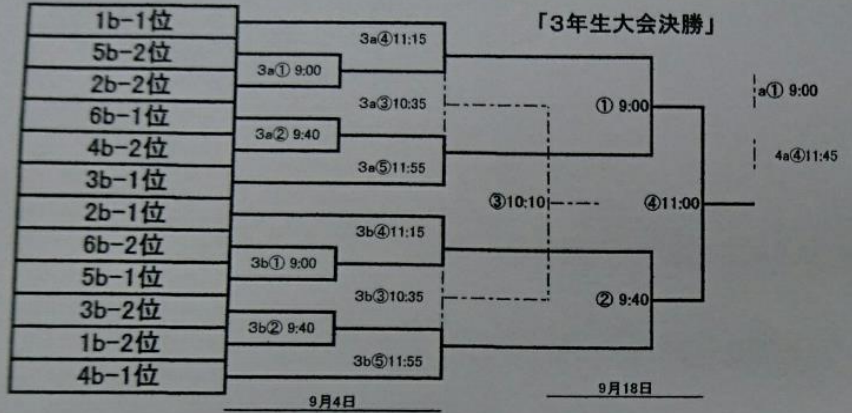 「3年生大会決勝」
1b-1位
5b-2位
2b-2位
6b-1位
4b-2位
3b-1位
2b-1位
6b-2位
5b-1位
3b-2位
1b-2位
4b-1位
3a④11:15
3a① 9:00
3a③10:35
3a② 9:40
3a⑤11:55
3b④11:15
3b① 9:00
3b③10:35
3b② 9:40
3b⑤11:55
① 9:00
③10:10
④11:00
② 9:40
a① 9:00
4a④11:45
9月4日
9月18日